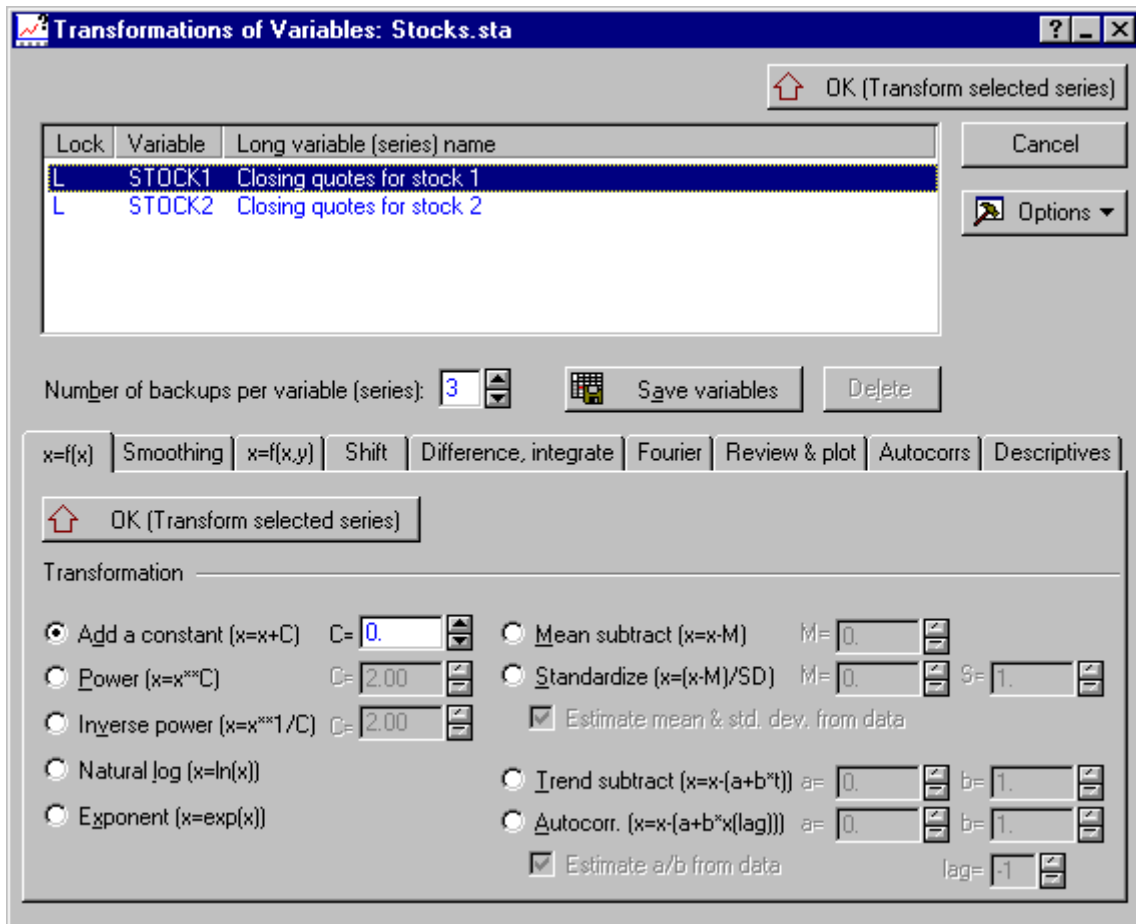 Transformations of Variables: Stocks.sta
OK (Transform selected series)
Lock Variable Long variable (series) name
L STOCK1 Closing quotes for stock 1
L STOCK2 Closing quotes for stock 2
Cancel
Options
Number of backups per variable (series): 3
Save variables
Delete
x=f(x) Smoothing x=f(x,y) Shift Difference, integrate Fourier Review & plot Autocorrs Descriptives
OK (Transform selected series)
Transformation
Add a constant (x=x+C) C= 0.
Power (x=x**C) C= 2.00
Inverse power (x=x**1/C) C= 2.00
Natural log (x=ln(x))
Exponent (x=exp(x))
Mean subtract (x=x-M) M= 0.
Standardize (x=(x-M)/SD) M= 0. S= 1.
Estimate mean & std. dev. from data
Trend subtract (x=x-(a+b*t)) a= 0. b= 1.
Autocorr. (x=x-(a+b*x(lag))) a= 0. b= 1.
Estimate a/b from data lag= -1